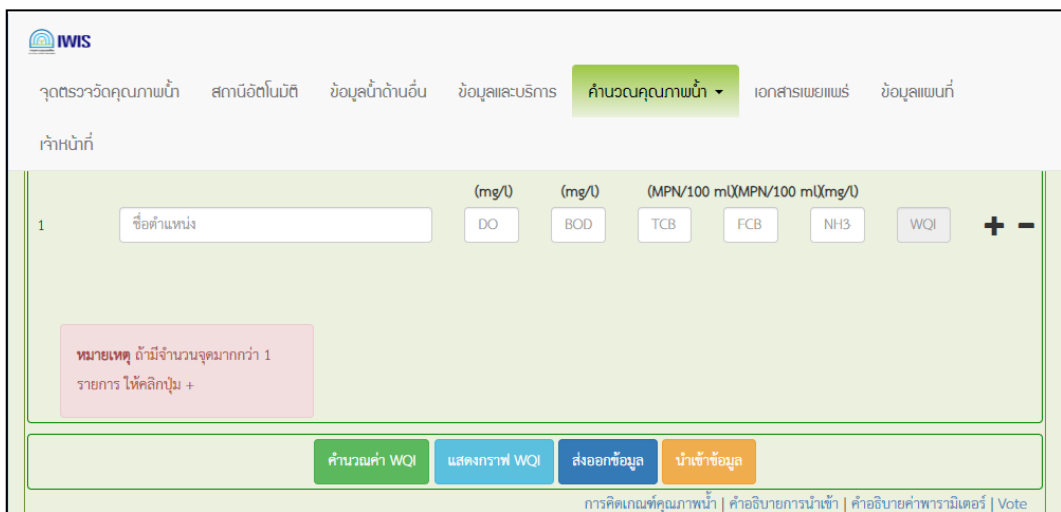 IWIS
จุดตรวจวัดคุณภาพน้ำ สถานีอัตโนมัติ ข้อมูลน้ำด้านอื่น ข้อมูลและบริการ คำนวณคุณภาพน้ำ เอกสารเผยแพร่ ข้อมูลแผนที่
เจ้าหน้าที่
(mg/l) (mg/l) (MPN/100 ml)(MPN/100 ml)(mg/l)
1 ชื่อตำแหน่ง DO BOD TCB FCB NH3 WQI + -
หมายเหตุ ถ้ามีจำนวนจุดมากกว่า 1
รายการ ให้คลิกปุ่ม +
คำนวณค่า WQI แสดงกราฟ WQI ส่งออกข้อมูล นำเข้าข้อมูล
การคิดเกณฑ์คุณภาพน้ำ | คำอธิบายการนำเข้า | คำอธิบายค่าพารามิเตอร์ | Vote